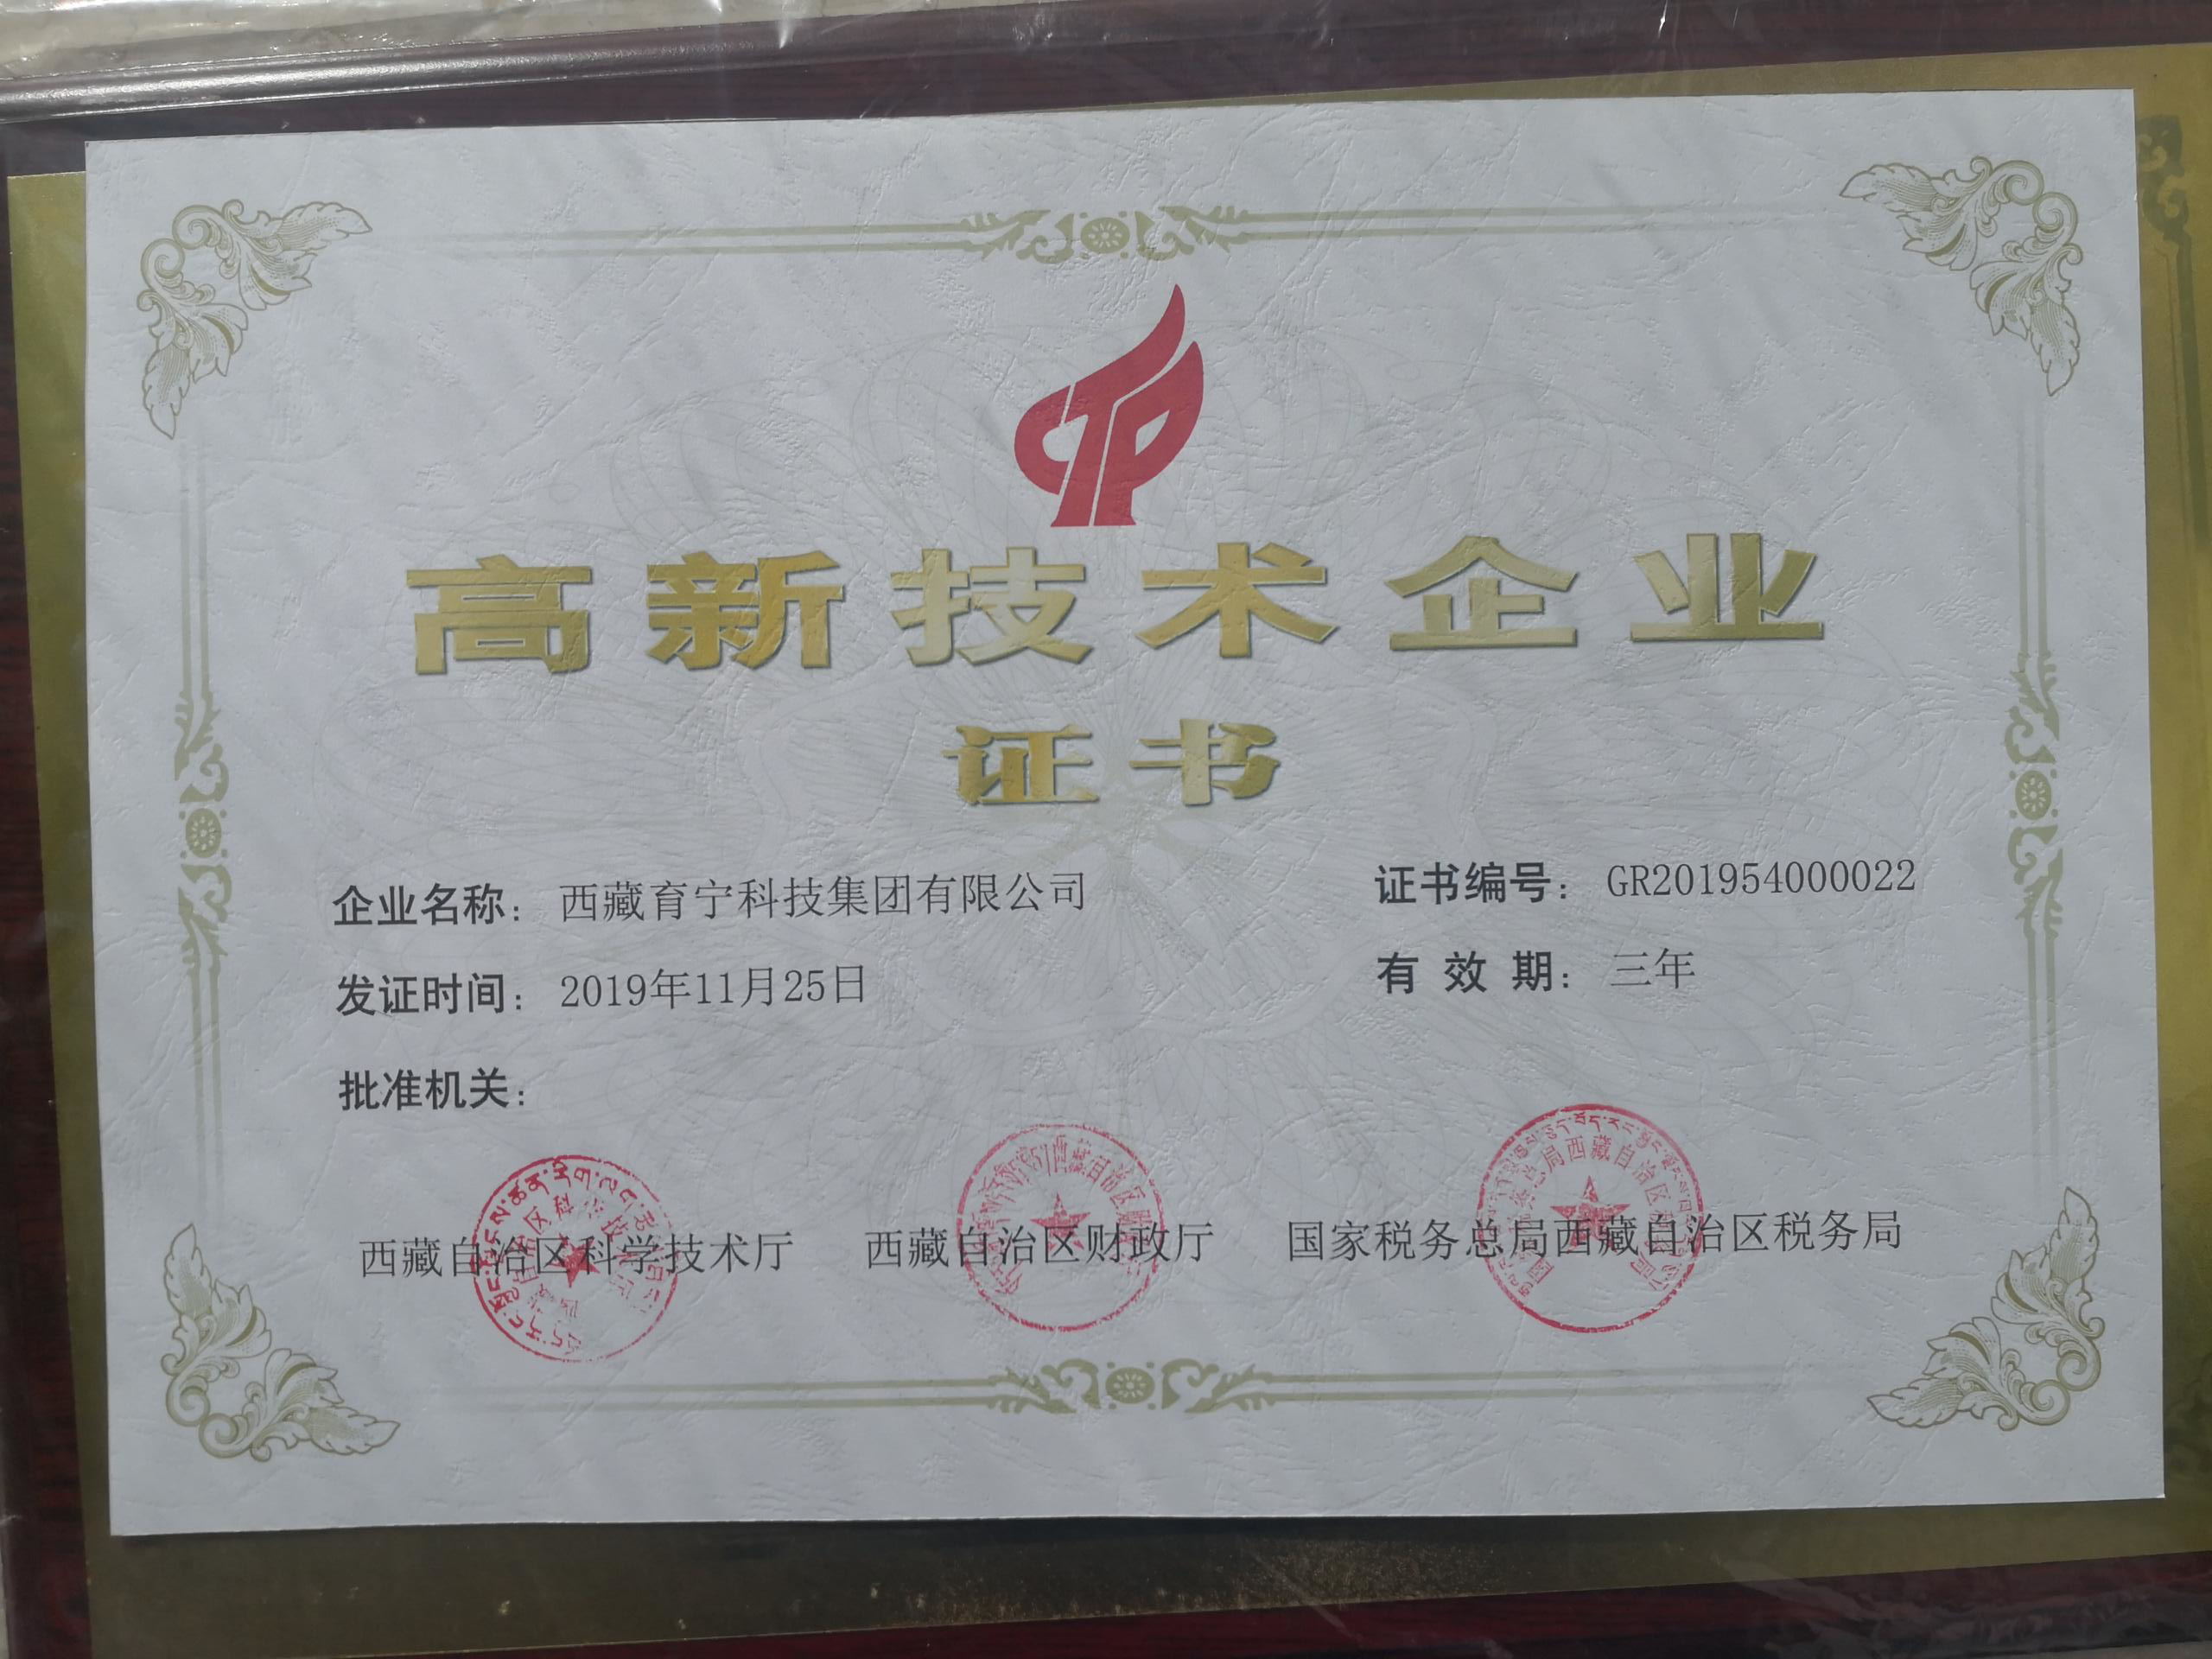 高新技术企业
证书
企业名称：西藏育宁科技集团有限公司
证书编号：GR201954000022
发证时间：2019年11月25日
有效期：三年
批准机关：
西藏自治区科学技术厅 西藏自治区财政厅 国家税务总局西藏自治区税务局